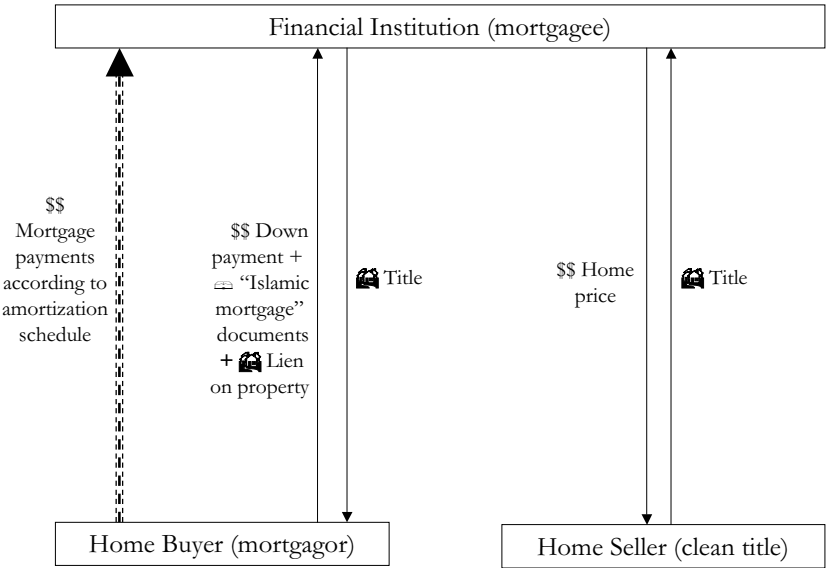 Financial Institution (mortgagee)
$$
Mortgage
payments
according to
amortization
schedule
$$ Down
payment +
“Islamic
mortgage”
documents
+ Lien
on property
Title
$$ Home
price
Title
Home Buyer (mortgagor)
Home Seller (clean title)